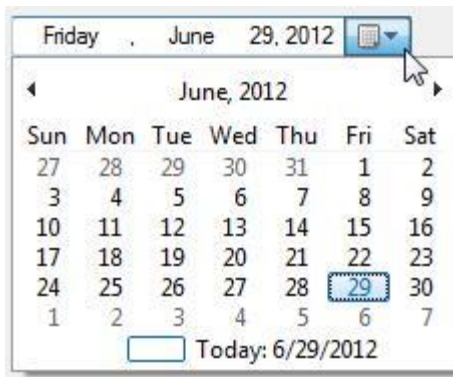 Friday , June 29, 2012
June, 2012
Sun Mon Tue Wed Thu Fri Sat
27 28 29 30 31 1 2
3 4 5 6 7 8 9
10 11 12 13 14 15 16
17 18 19 20 21 22 23
24 25 26 27 28 29 30
1 2 3 4 5 6 7
Today: 6/29/2012